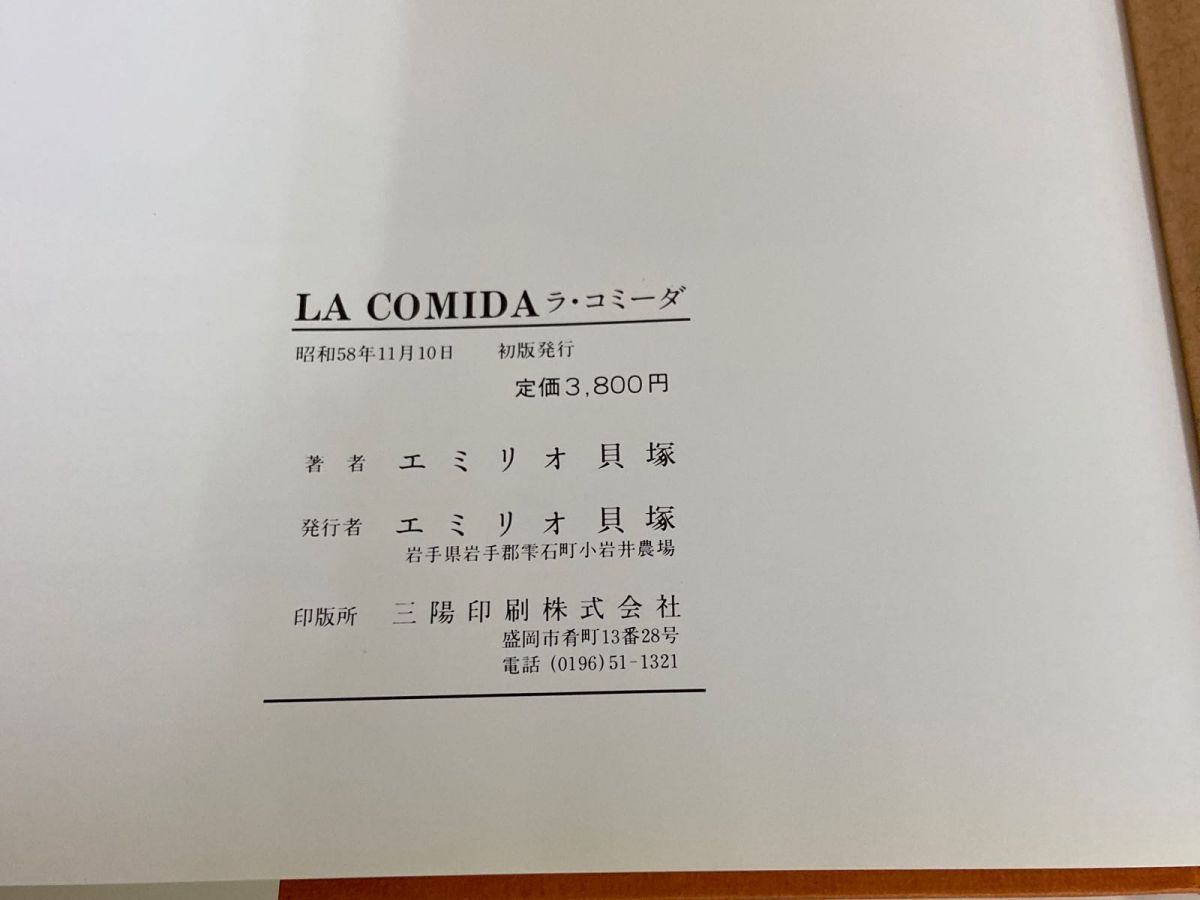 LA COMIDA ラ・コミーダ
昭和58年11月10日 初版発行
定価3,800円
著者 エミリオ貝塚
発行者 エミリオ貝塚
岩手県岩手郡雫石町小岩井農場
印版所 三陽印刷株式会社
盛岡市肴町13番28号
電話 (0196)51-1321